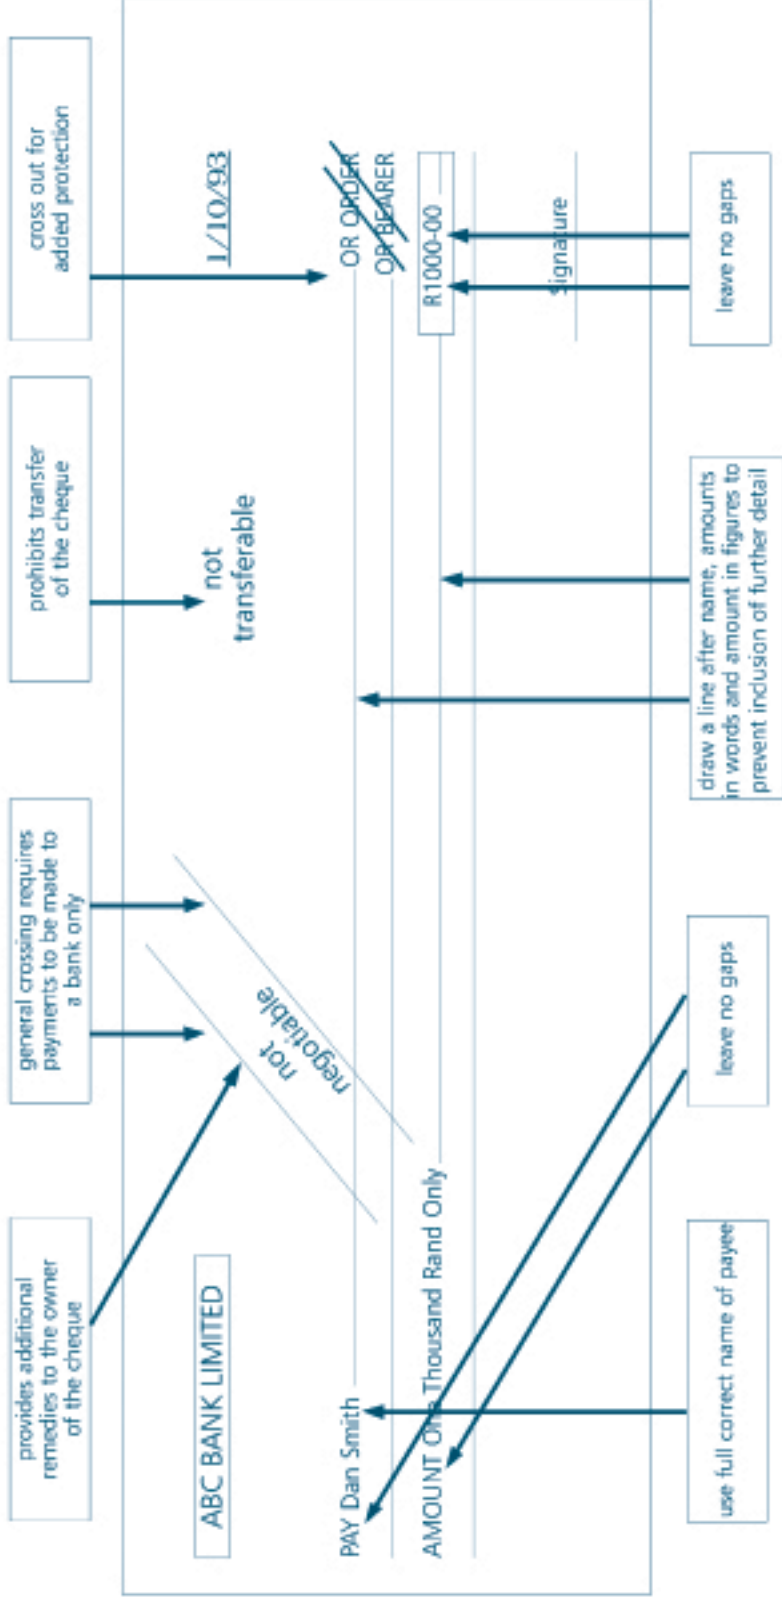 provides additional
remedies to the owner
of the cheque
general crossing requires
payments to be made to
a bank only
prohibits transfer
of the cheque
cross out for
added protection
ABC BANK LIMITED
not
negotiable
not
transferable
1/10/93
PAY Dan Smith
OR ORDER
OR BEARER
AMOUNT One Thousand Rand Only
R1000-00
Signature
use full correct name of payee
leave no gaps
draw a line after name, amounts
in words and amount in figures to
prevent inclusion of further detail
leave no gaps